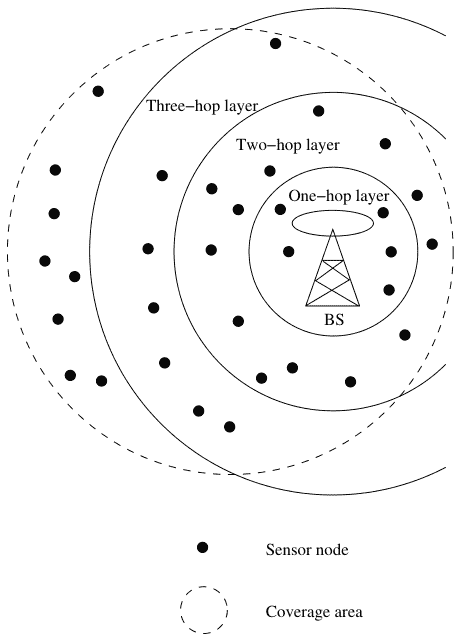 Three−hop layer
Two−hop layer
One−hop layer
BS
Sensor node
Coverage area